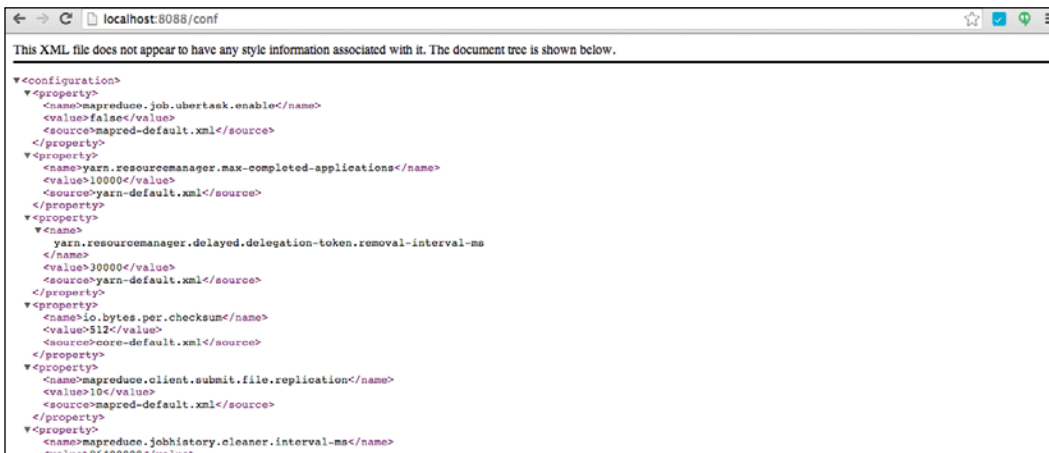 localhost:8088/conf
This XML file does not appear to have any style information associated with it. The document tree is shown below.
▼<configuration>
▼<property>
<name>mapreduce.job.ubertask.enable</name>
<value>false</value>
<source>mapred-default.xml</source>
</property>
▼<property>
<name>yarn.resourcemanager.max-completed-applications</name>
<value>10000</value>
<source>yarn-default.xml</source>
</property>
▼<property>
▼<name>
yarn.resourcemanager.delayed.delegation-token.removal-interval-ms
</name>
<value>30000</value>
<source>yarn-default.xml</source>
</property>
▼<property>
<name>io.bytes.per.checksum</name>
<value>512</value>
<source>core-default.xml</source>
</property>
▼<property>
<name>mapreduce.client.submit.file.replication</name>
<value>10</value>
<source>mapred-default.xml</source>
</property>
▼<property>
<name>mapreduce.jobhistory.cleaner.interval-ms</name>